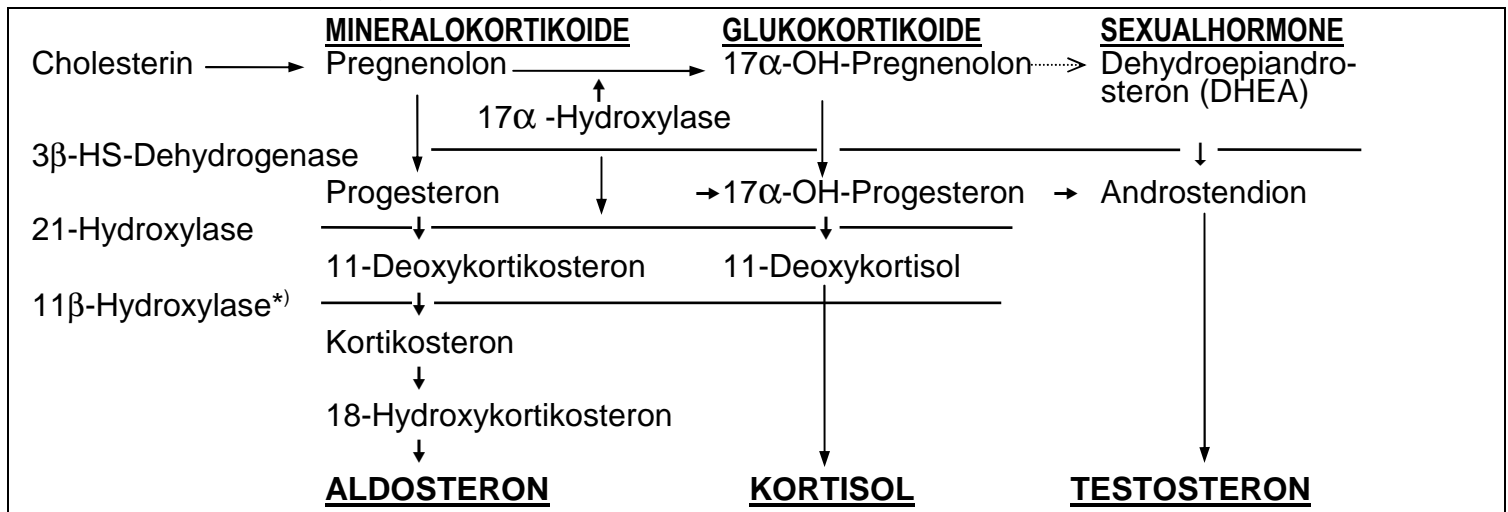 MINERALOKORTIKOIDE GLUKOKORTIKOIDE SEXUALHORMONE
Cholesterin Pregnenolon 17α-OH-Pregnenolon Dehydroepiandro-
steron (DHEA)
17α -Hydroxylase
3β-HS-Dehydrogenase
Progesteron 17α-OH-Progesteron Androstendion
21-Hydroxylase
11-Deoxykortikosteron 11-Deoxykortisol
11β-Hydroxylase*)
Kortikosteron
18-Hydroxykortikosteron
ALDOSTERON KORTISOL TESTOSTERON